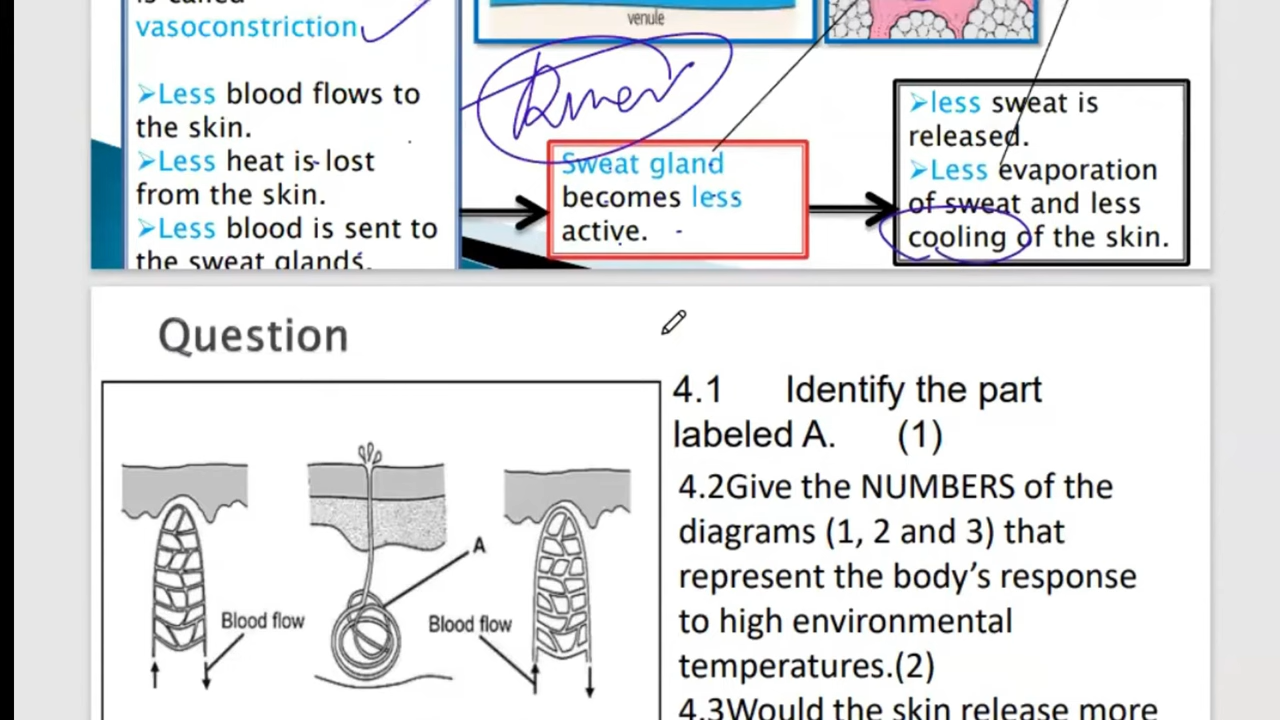 is called
vasoconstriction
➢Less blood flows to
the skin.
➢Less heat is lost
from the skin.
➢Less blood is sent to
the sweat glands.
venule
Sweat gland
becomes less
active.
➢less sweat is
released.
➢Less evaporation
of sweat and less
cooling of the skin.
Question
A
Blood flow
Blood flow
4.1 Identify the part
labeled A. (1)
4.2Give the NUMBERS of the
diagrams (1, 2 and 3) that
represent the body’s response
to high environmental
temperatures.(2)
4.3Would the skin release more